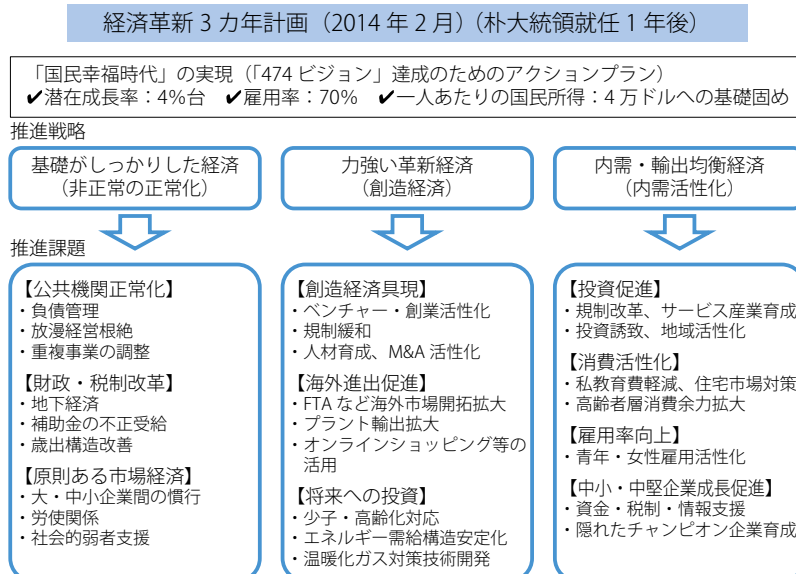 経済革新 3 カ年計画（2014 年 2 月）（朴大統領就任 1 年後）
「国民幸福時代」の実現（「474 ビジョン」達成のためのアクションプラン）
✔潜在成長率：4%台　✔雇用率：70%　✔一人あたりの国民所得：4 万ドルへの基礎固め
推進戦略
基礎がしっかりした経済
（非正常の正常化）
力強い革新経済
（創造経済）
内需・輸出均衡経済
（内需活性化）
推進課題
【公共機関正常化】
・負債管理
・放漫経営根絶
・重複事業の調整
【財政・税制改革】
・地下経済
・補助金の不正受給
・歳出構造改善
【原則ある市場経済】
・大・中小企業間の慣行
・労使関係
・社会的弱者支援
【創造経済具現】
・ベンチャー・創業活性化
・規制緩和
・人材育成、M&A 活性化
【海外進出促進】
・FTA など海外市場開拓拡大
・プラント輸出拡大
・オンラインショッピング等の
活用
【将来への投資】
・少子・高齢化対応
・エネルギー需給構造安定化
・温暖化ガス対策技術開発
【投資促進】
・規制改革、サービス産業育成
・投資誘致、地域活性化
【消費活性化】
・私教育費軽減、住宅市場対策
・高齢者層消費余力拡大
【雇用率向上】
・青年・女性雇用活性化
【中小・中堅企業成長促進】
・資金・税制・情報支援
・隠れたチャンピオン企業育成